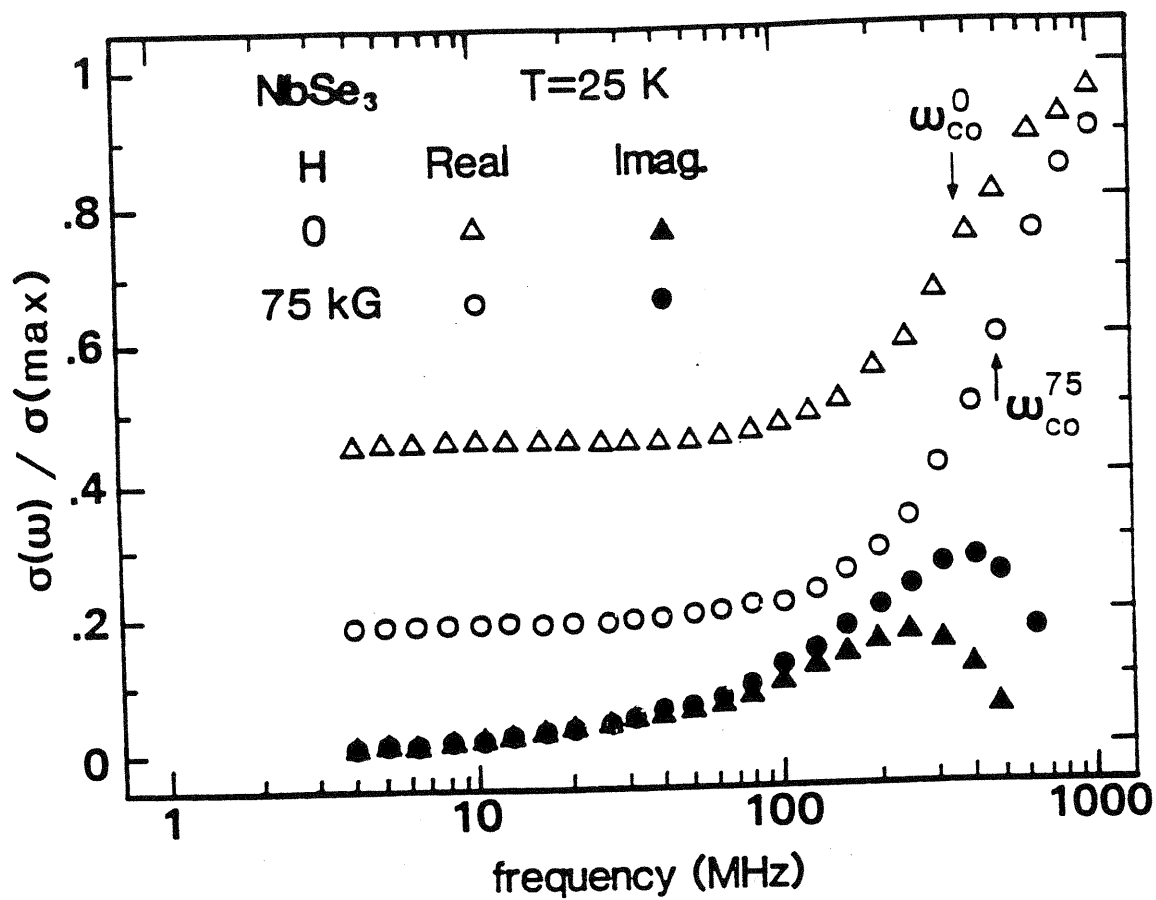 NbSe₃ T=25 K
H Real Imag.
0 △ ▲
75 kG ○ ●
ω⁰co
ω⁷⁵co
σ(ω) / σ(max)
1
.8
.6
.4
.2
0
1 10 100 1000
frequency (MHz)